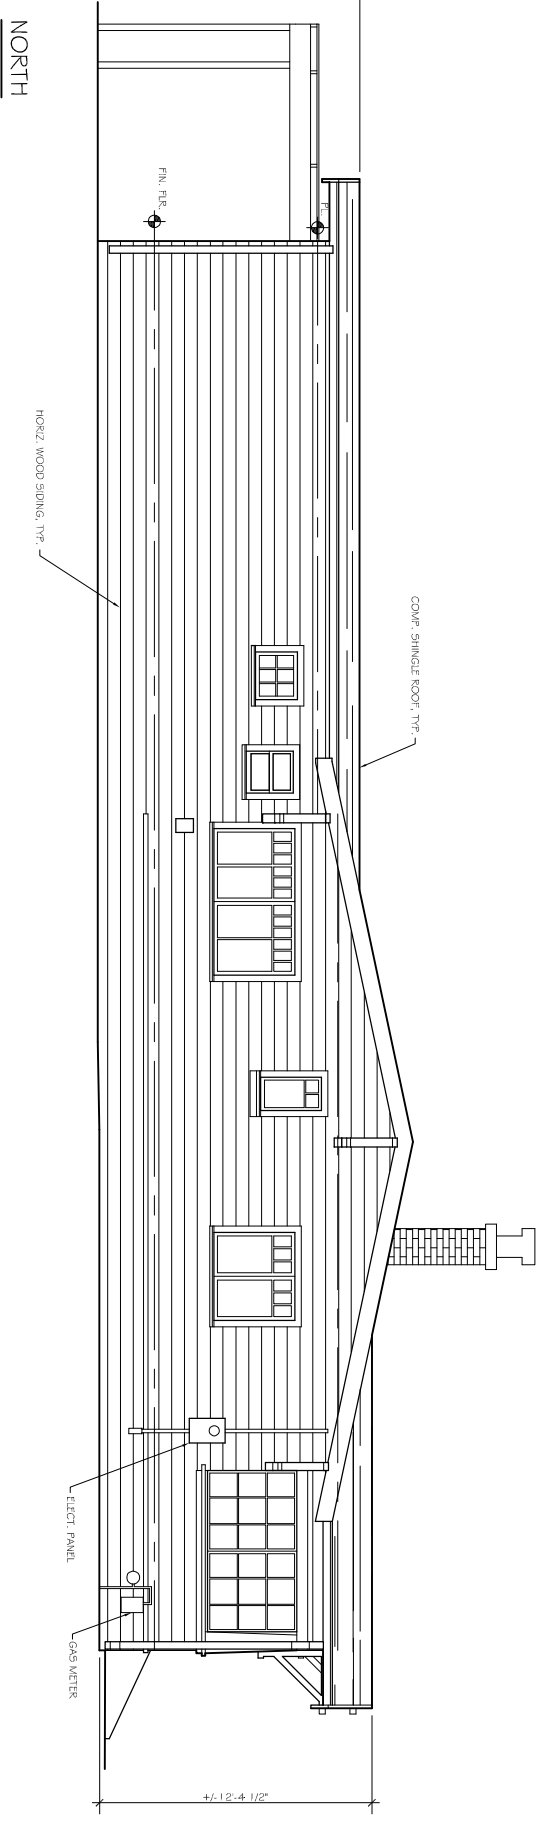 NORTH
FIN. FLR.
PL
HORIZ. WOOD SIDING, TYP.
COMP. SHINGLE ROOF, TYP.
ELECT. PANEL
GAS METER
+/- 12'-4 1/2"